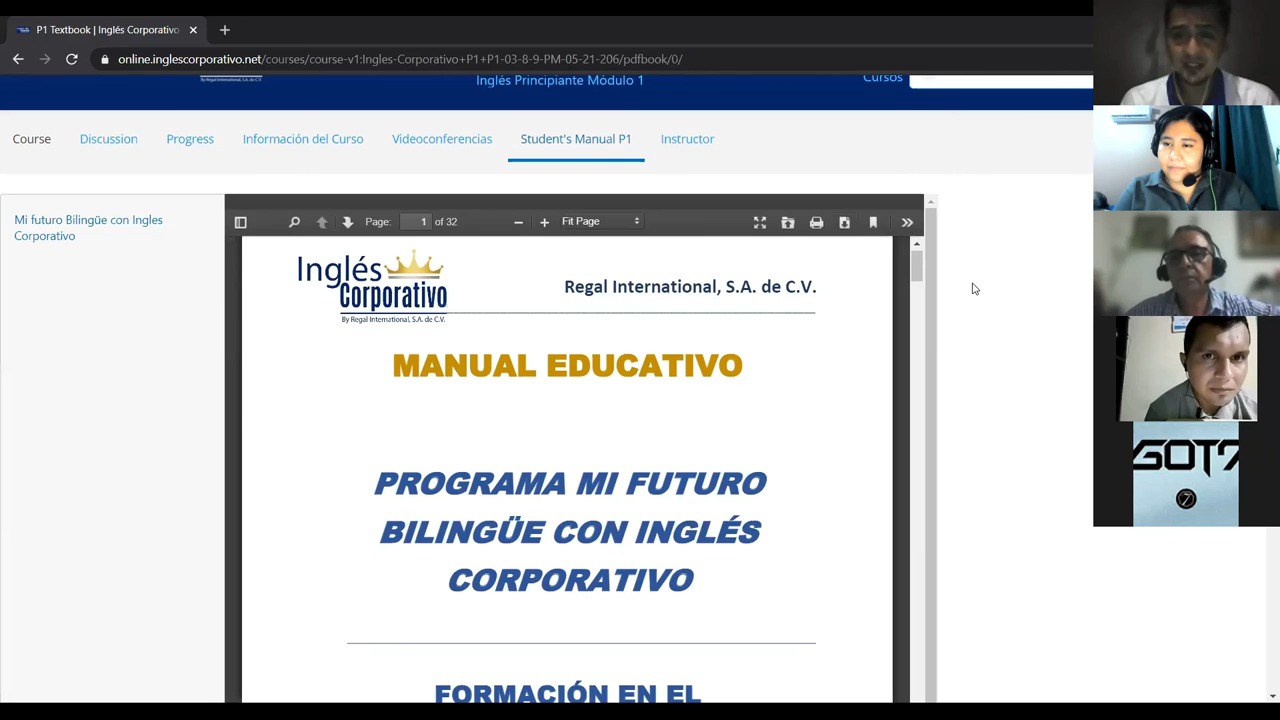 P1 Textbook | Inglés Corporativo
online.inglescorporativo.net/courses/course-v1:Ingles-Corporativo+P1+P1-03-8-9-PM-05-21-206/pdfbook/0/
Inglés Principiante Módulo 1
Cursos
Course Discussion Progress Información del Curso Videoconferencias Student's Manual P1 Instructor
Mi futuro Bilingüe con Ingles
Corporativo
Page: 1 of 32 Fit Page
Inglés
Corporativo
By Regal International, S.A. de C.V.
Regal International, S.A. de C.V.
MANUAL EDUCATIVO
PROGRAMA MI FUTURO
BILINGÜE CON INGLÉS
CORPORATIVO
FORMACIÓN EN EL
GOT7
7